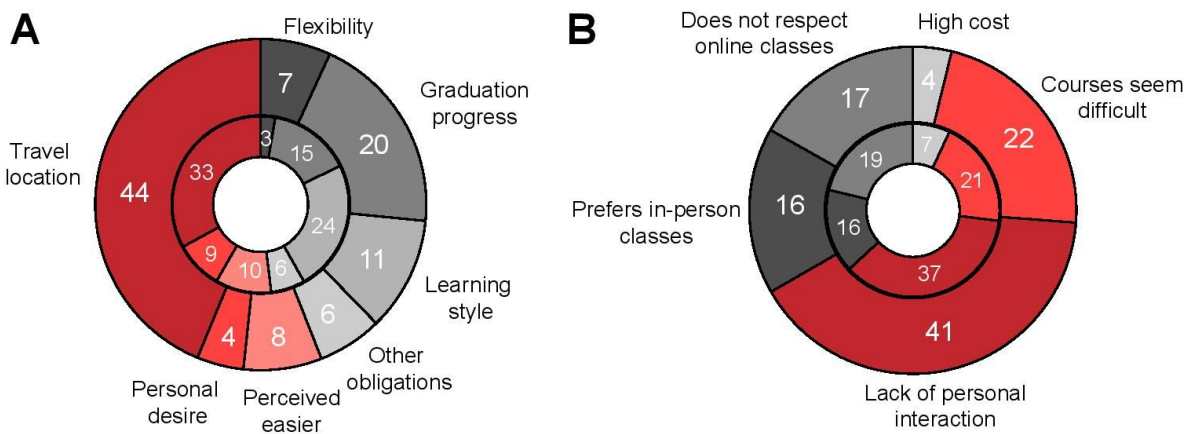 A
Flexibility
7
Graduation
progress
20
3
15
Travel
location
44
33
24
9
10
6
11
Learning
style
4
8
6
Other
obligations
Personal
desire
Perceived
easier
B
Does not respect
online classes
High cost
4
17
Courses seem
difficult
22
7
19
21
Prefers in-person
classes
16
16
37
41
Lack of personal
interaction